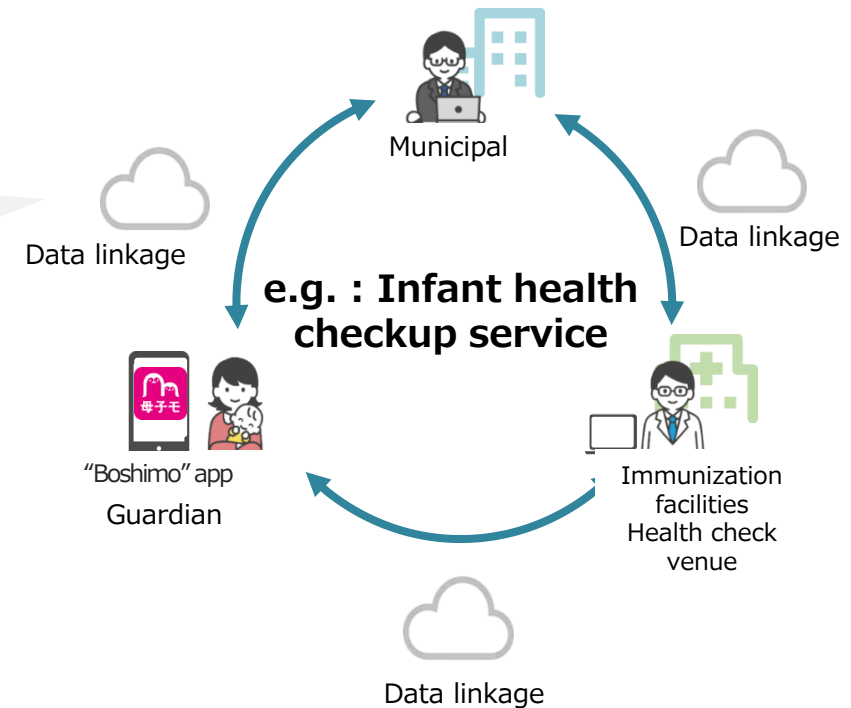 Municipal
Data linkage
Data linkage
e.g. : Infant health
checkup service
母子モ
“Boshimo” app
Guardian
Immunization
facilities
Health check
venue
Data linkage